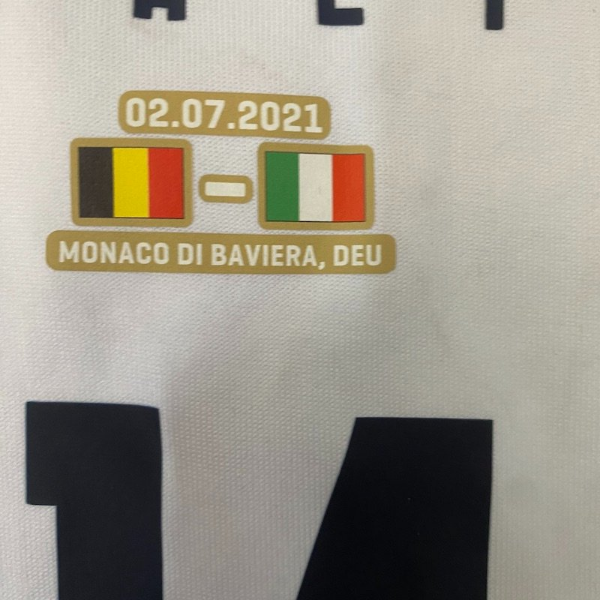 02.07.2021
MONACO DI BAVIERA, DEU
14